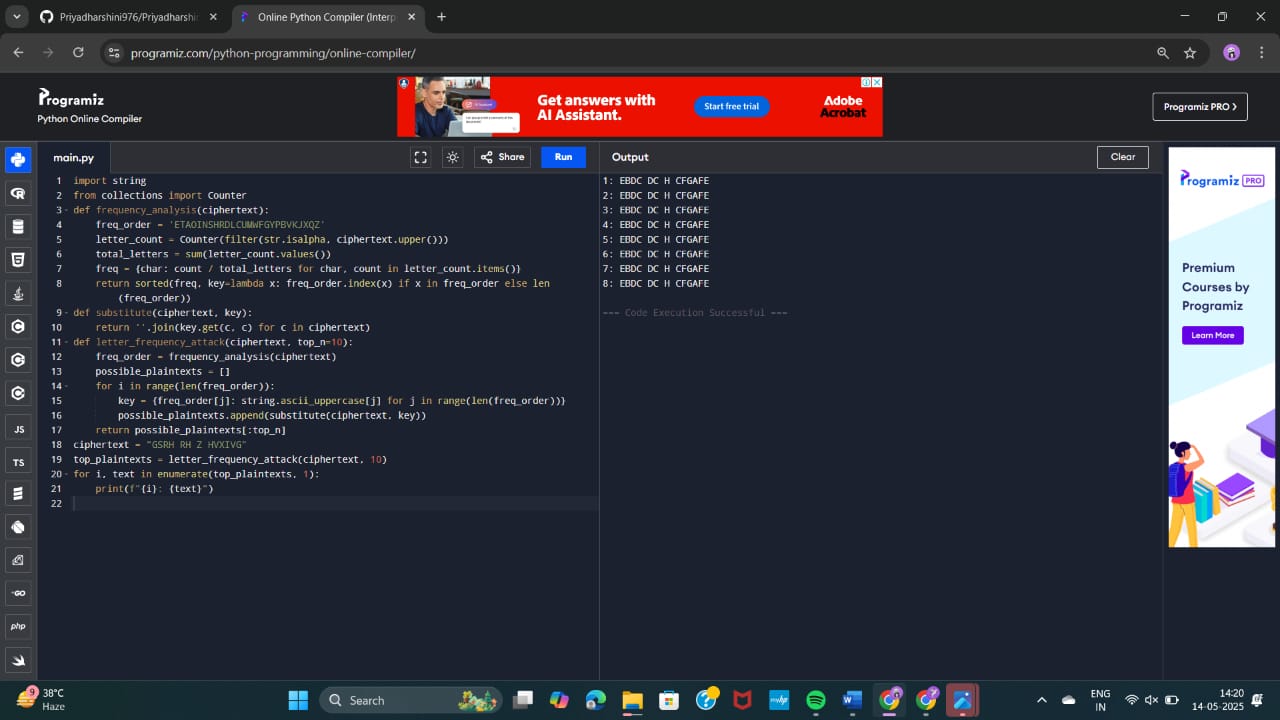 Priyadharshini976/Priyadharshi
Online Python Compiler (Interp
programiz.com/python-programming/online-compiler/
Programiz
Python Online Compiler
Get answers with
AI Assistant.
Start free trial
Adobe
Acrobat
Programiz PRO >
main.py
Share
Run
Output
Clear
1 import string
2 from collections import Counter
3 def frequency_analysis(ciphertext):
4     freq_order = 'ETAOINSHRDLCUMWFGYPBVKJXQZ'
5     letter_count = Counter(filter(str.isalpha, ciphertext.upper()))
6     total_letters = sum(letter_count.values())
7     freq = {char: count / total_letters for char, count in letter_count.items()}
8     return sorted(freq, key=lambda x: freq_order.index(x) if x in freq_order else len
        (freq_order))
9 def substitute(ciphertext, key):
10     return ''.join(key.get(c, c) for c in ciphertext)
11 def letter_frequency_attack(ciphertext, top_n=10):
12     freq_order = frequency_analysis(ciphertext)
13     possible_plaintexts = []
14     for i in range(len(freq_order)):
15         key = {freq_order[j]: string.ascii_uppercase[j] for j in range(len(freq_order))}
16         possible_plaintexts.append(substitute(ciphertext, key))
17     return possible_plaintexts[:top_n]
18 ciphertext = "GSRH RH Z HVXIVG"
19 top_plaintexts = letter_frequency_attack(ciphertext, 10)
20 for i, text in enumerate(top_plaintexts, 1):
21     print(f"{i}: {text}")
22
1: EBDC DC H CFGAFE
2: EBDC DC H CFGAFE
3: EBDC DC H CFGAFE
4: EBDC DC H CFGAFE
5: EBDC DC H CFGAFE
6: EBDC DC H CFGAFE
7: EBDC DC H CFGAFE
8: EBDC DC H CFGAFE
=== Code Execution Successful ===
Programiz PRO
Premium
Courses by
Programiz
Learn More
JS
TS
GO
php
9
38°C
Haze
Search
ENG
IN
14:20
14-05-2025